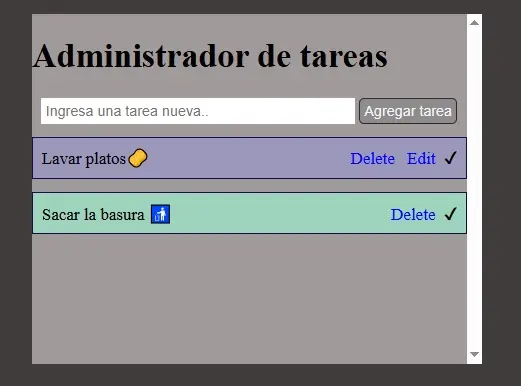 Administrador de tareas
Ingresa una tarea nueva.. Agregar tarea
Lavar platos Delete Edit ✔
Sacar la basura 🚮 Delete ✔